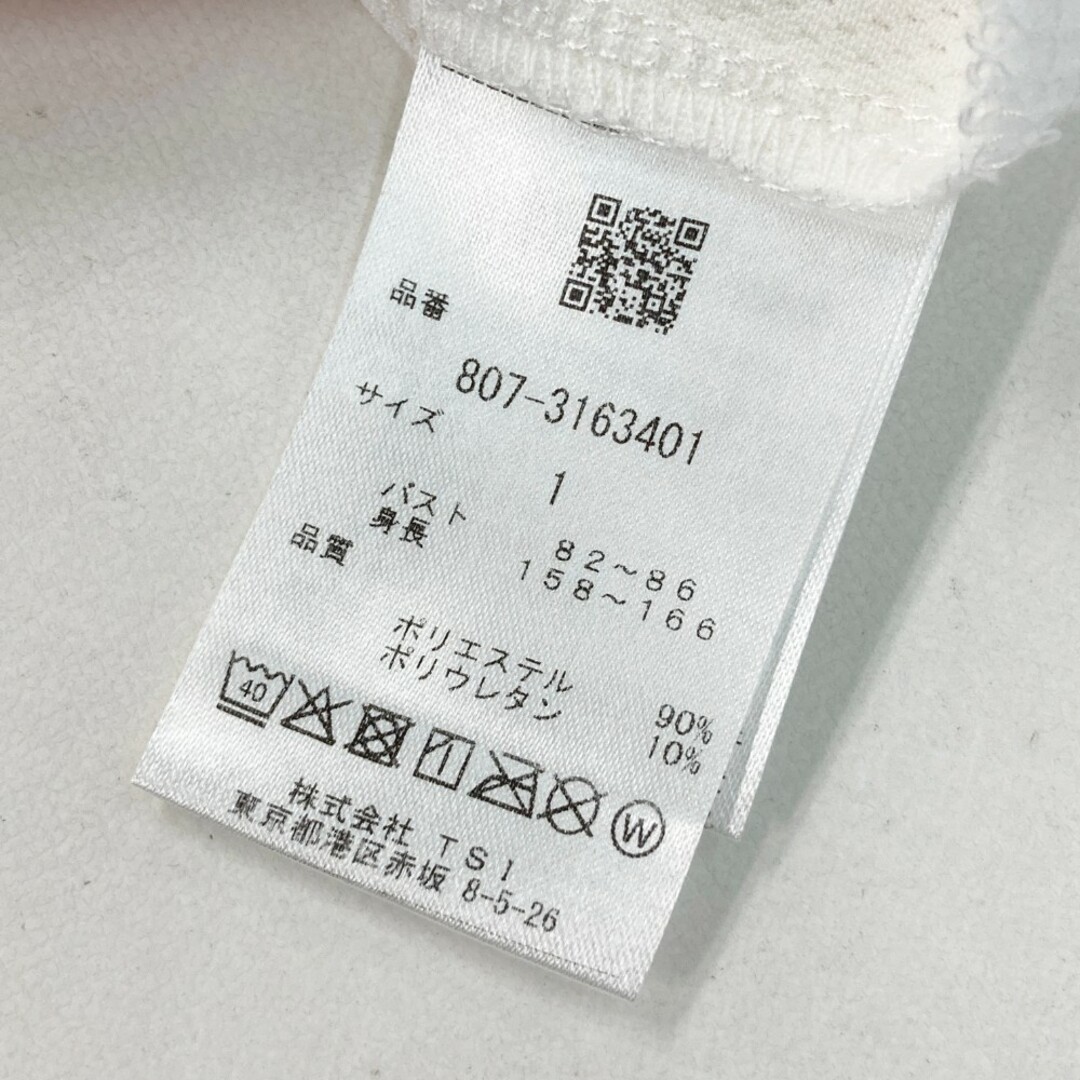 品番
807-3163401
サイズ
1
バスト 82～86
身長 158～166
品質
ポリエステル 90%
ポリウレタン 10%
40
W
株式会社 TSI
東京都港区赤坂 8-5-26